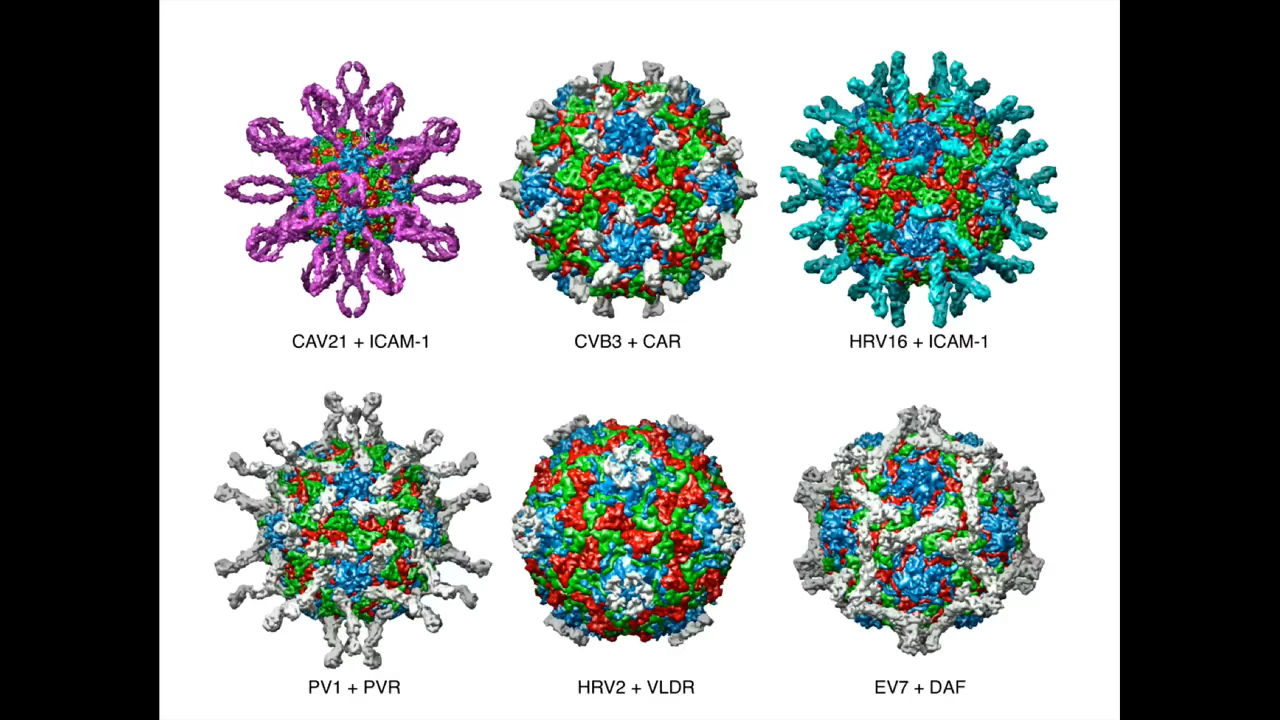 CAV21 + ICAM-1
CVB3 + CAR
HRV16 + ICAM-1
PV1 + PVR
HRV2 + VLDR
EV7 + DAF